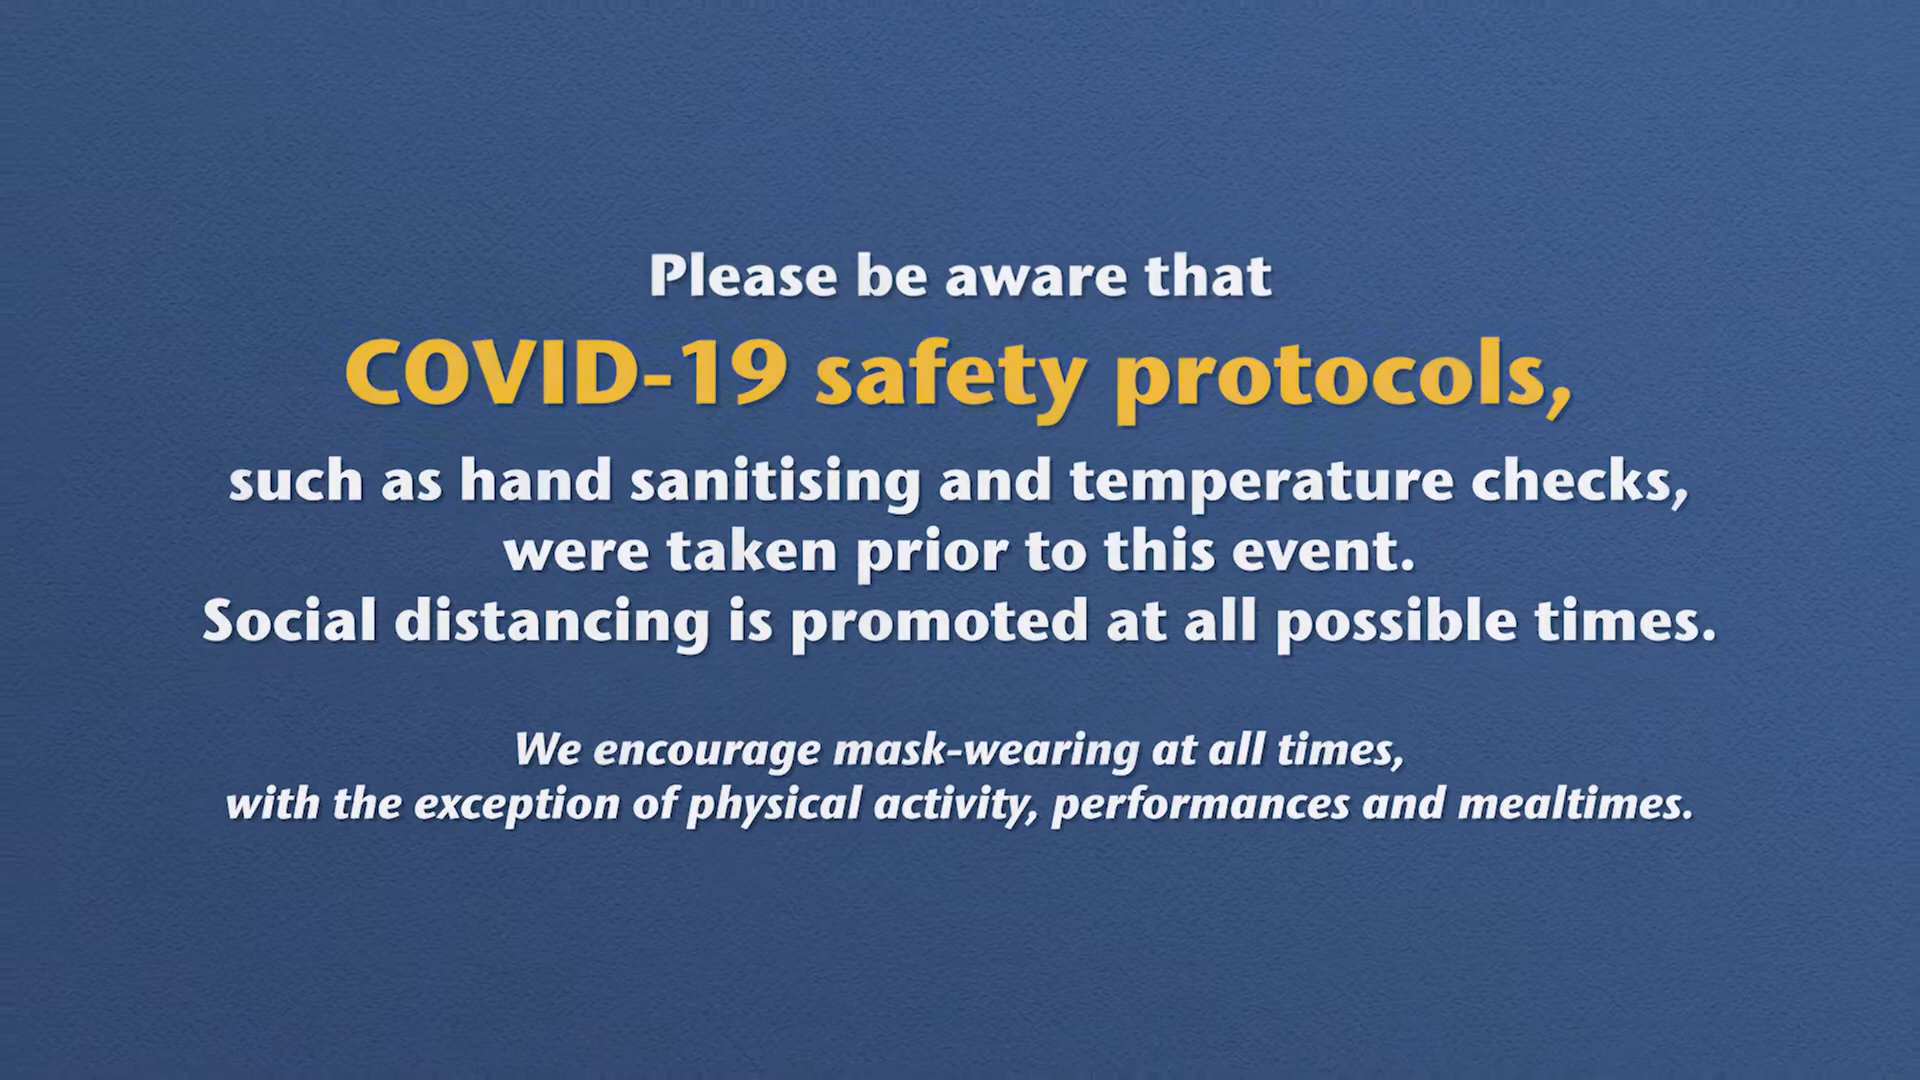 Please be aware that
COVID-19 safety protocols,
such as hand sanitising and temperature checks,
were taken prior to this event.
Social distancing is promoted at all possible times.
We encourage mask-wearing at all times,
with the exception of physical activity, performances and mealtimes.